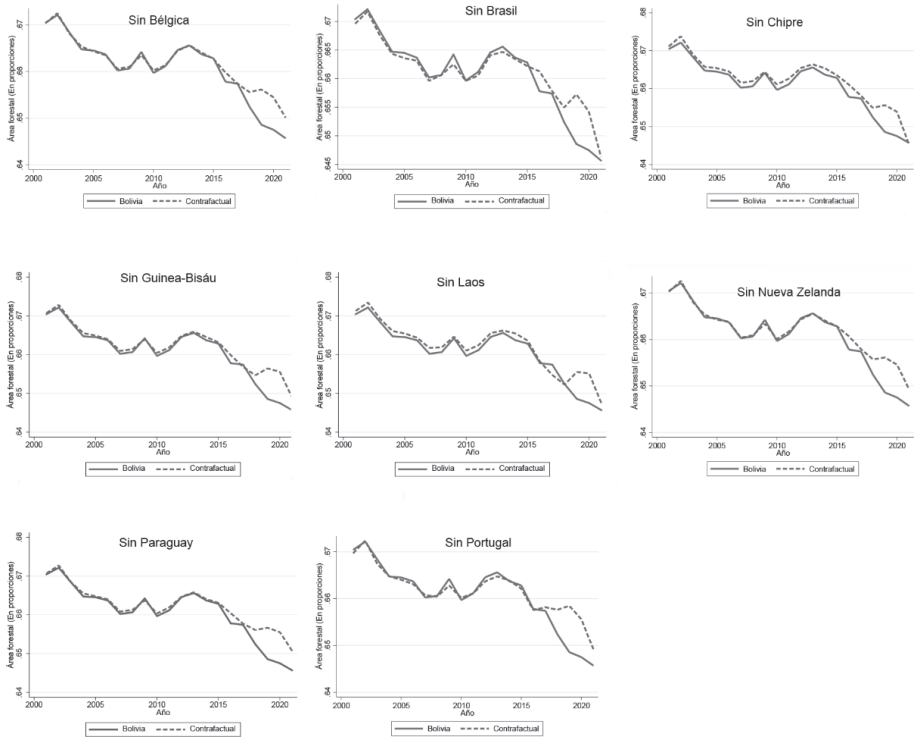 Sin Bélgica
Área forestal (En proporciones)
.67
.66
.65
.64
2000
2005
2010
2015
2020
Año
Bolivia
Contrafactual
Sin Brasil
Área forestal (En proporciones)
.67
.665
.66
.655
.65
.645
2000
2005
2010
2015
2020
Año
Bolivia
Contrafactual
Sin Chipre
Área forestal (En proporciones)
.68
.67
.66
.65
.64
2000
2005
2010
2015
2020
Año
Bolivia
Contrafactual
Sin Guinea-Bisáu
Área forestal (En proporciones)
.68
.67
.66
.65
.64
2000
2005
2010
2015
2020
Año
Bolivia
Contrafactual
Sin Laos
Área forestal (En proporciones)
.68
.67
.66
.65
.64
2000
2005
2010
2015
2020
Año
Bolivia
Contrafactual
Sin Nueva Zelanda
Área forestal (En proporciones)
.67
.66
.65
.64
2000
2005
2010
2015
2020
Año
Bolivia
Contrafactual
Sin Paraguay
Área forestal (En proporciones)
.68
.67
.66
.65
.64
2000
2005
2010
2015
2020
Año
Bolivia
Contrafactual
Sin Portugal
Área forestal (En proporciones)
.67
.66
.65
.64
2000
2005
2010
2015
2020
Año
Bolivia
Contrafactual